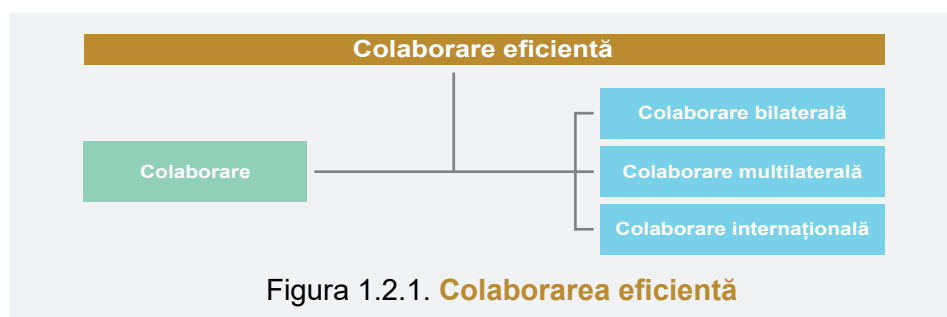 Colaborare eficientă
Colaborare bilaterală
Colaborare
Colaborare multilaterală
Colaborare internațională
Figura 1.2.1. Colaborarea eficientă